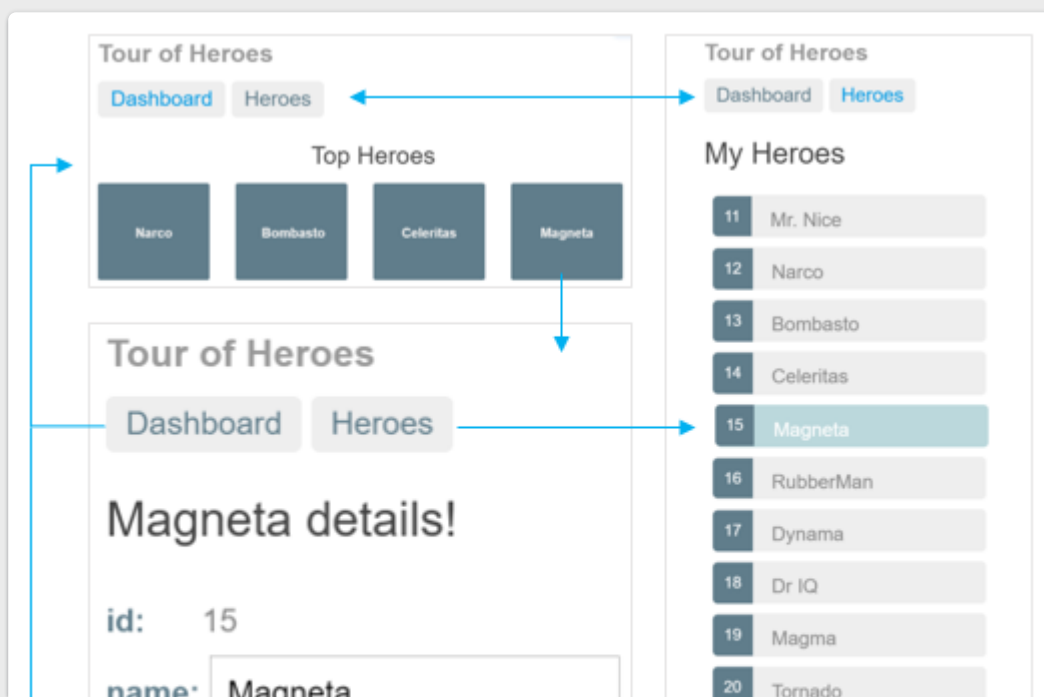 Tour of Heroes
Dashboard Heroes
Top Heroes
Narco Bombasto Celeritas Magneta
Tour of Heroes
Dashboard Heroes
Magneta details!
id: 15
name: Magneta
Tour of Heroes
Dashboard Heroes
My Heroes
11 Mr. Nice
12 Narco
13 Bombasto
14 Celeritas
15 Magneta
16 RubberMan
17 Dynama
18 Dr IQ
19 Magma
20 Tornado